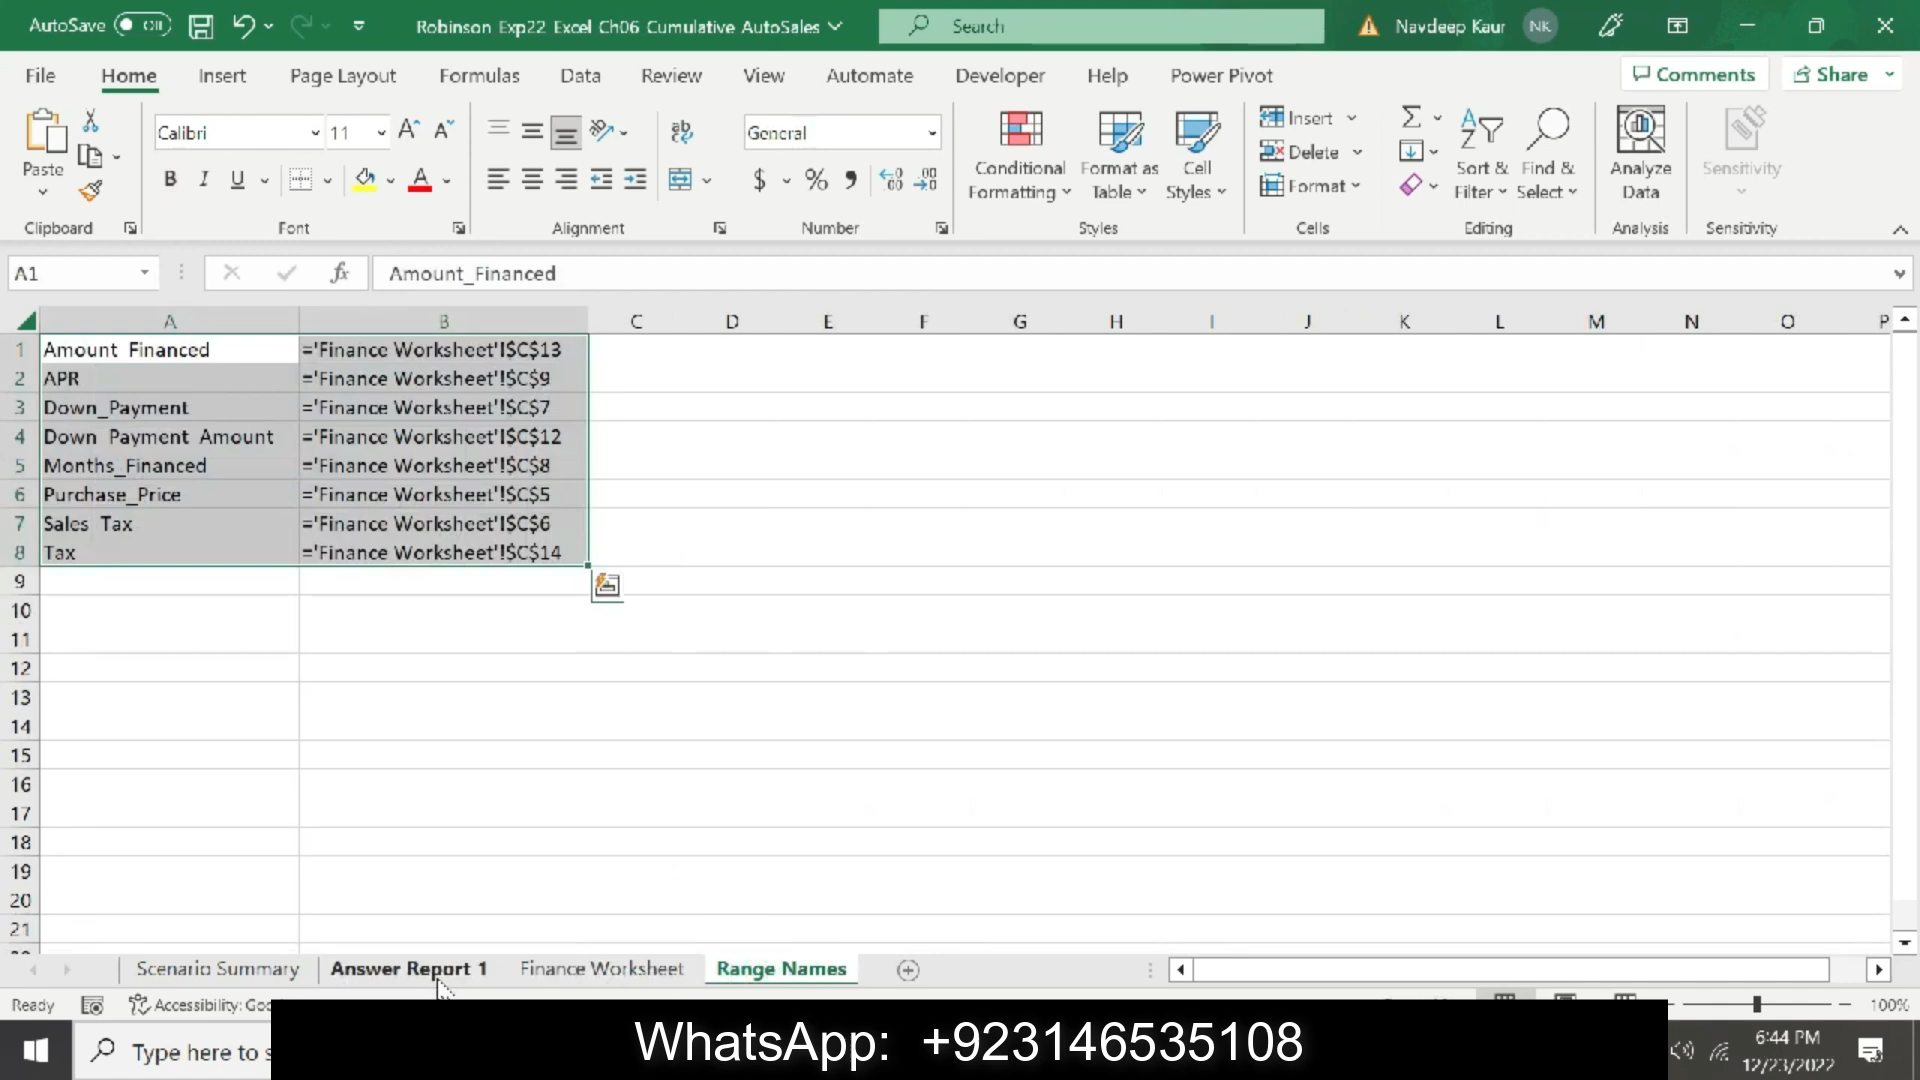 AutoSave Off Robinson Exp22 Excel Ch06 Cumulative AutoSales Search Navdeep Kaur NK
File Home Insert Page Layout Formulas Data Review View Automate Developer Help Power Pivot Comments Share
Paste Calibri 11 General Conditional Formatting Format as Table Cell Styles Insert Delete Format Sort & Filter Find & Select Analyze Data Sensitivity
Clipboard Font Alignment Number Styles Cells Editing Analysis Sensitivity
A1 fx Amount_Financed
A B C D E F G H I J K L M N O P
1 Amount_Financed ='Finance Worksheet'!$C$13
2 APR ='Finance Worksheet'!$C$9
3 Down_Payment ='Finance Worksheet'!$C$7
4 Down_Payment_Amount ='Finance Worksheet'!$C$12
5 Months_Financed ='Finance Worksheet'!$C$8
6 Purchase_Price ='Finance Worksheet'!$C$5
7 Sales_Tax ='Finance Worksheet'!$C$6
8 Tax ='Finance Worksheet'!$C$14
9
10
11
12
13
14
15
16
17
18
19
20
21
Scenario Summary Answer Report 1 Finance Worksheet Range Names
Ready Accessibility: 100%
Type here to
WhatsApp: +923146535108
6:44 PM
12/23/2022